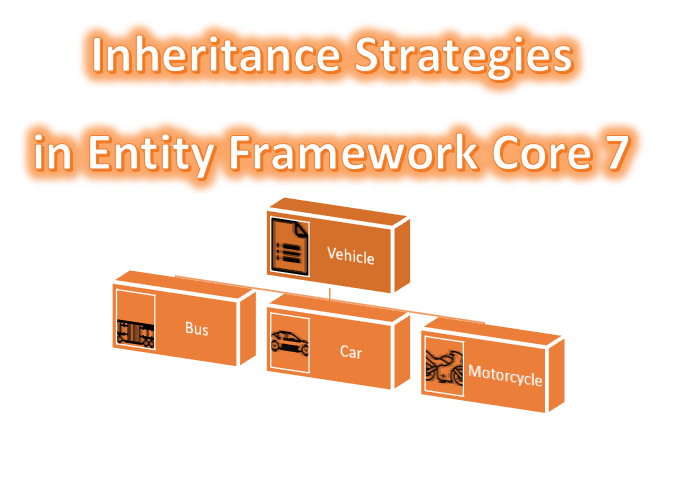 Inheritance Strategies
in Entity Framework Core 7
Vehicle
Bus
Car
Motorcycle